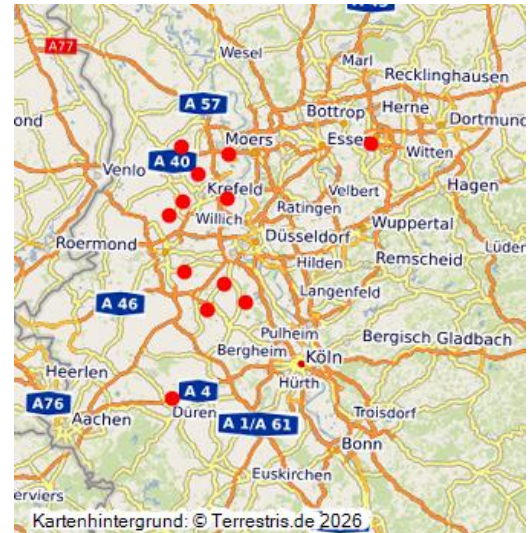 Wesel
Marl
A77
Recklinghausen
A 57
Bottrop
Herne
ond
Dortmund
Moers
Esse
Witten
A 40
Venlo
Krefeld
Velbert
Hagen
Ratingen
Willich
Wuppertal
Roermond
Düsseldorf
Lüden
Hilden
Remscheid
A 46
Langenfeld
Pulheim
Bergisch Gladbach
Bergheim
Köln
Heerlen
Hürth
A 4
A76
Düren
Troisdorf
Aachen
A 1/A 61
Bonn
Euskirchen
erviers
Kartenhintergrund: © Terrestris.de 2026